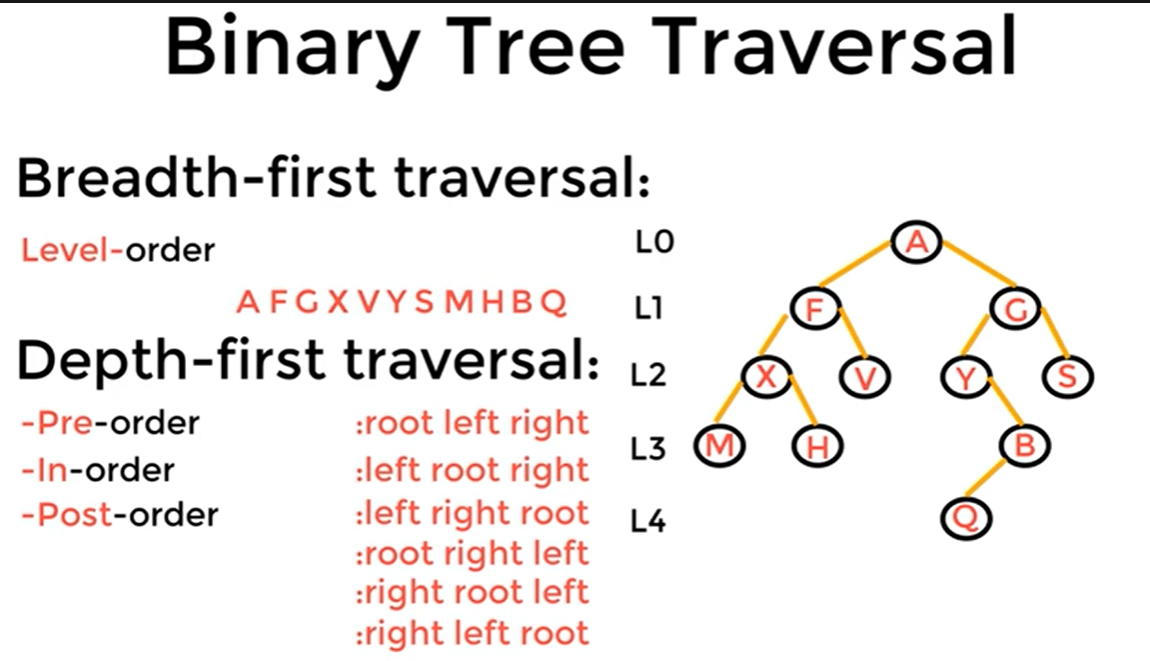 Binary Tree Traversal
Breadth-first traversal:
Level-order
A F G X V Y S M H B Q
Depth-first traversal:
-Pre-order :root left right
-In-order :left root right
-Post-order :left right root
:root right left
:right root left
:right left root
L0 A
L1 F G
L2 X V Y S
L3 M H B
L4 Q